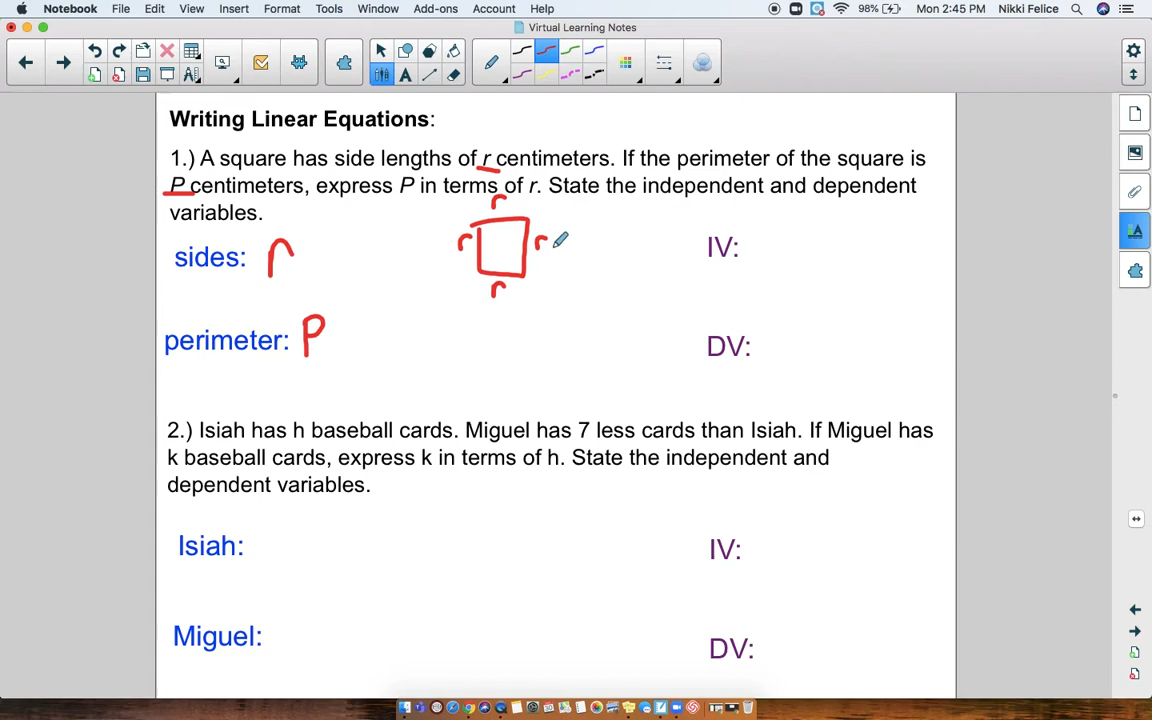 Notebook File Edit View Insert Format Tools Window Add-ons Account Help 98% Mon 2:45 PM Nikki Felice
Virtual Learning Notes
Writing Linear Equations:
1.) A square has side lengths of r centimeters. If the perimeter of the square is
P centimeters, express P in terms of r. State the independent and dependent
variables.
r
sides: r
r r
IV:
r
perimeter: P
DV:
2.) Isiah has h baseball cards. Miguel has 7 less cards than Isiah. If Miguel has
k baseball cards, express k in terms of h. State the independent and
dependent variables.
Isiah:
IV:
Miguel:
DV: